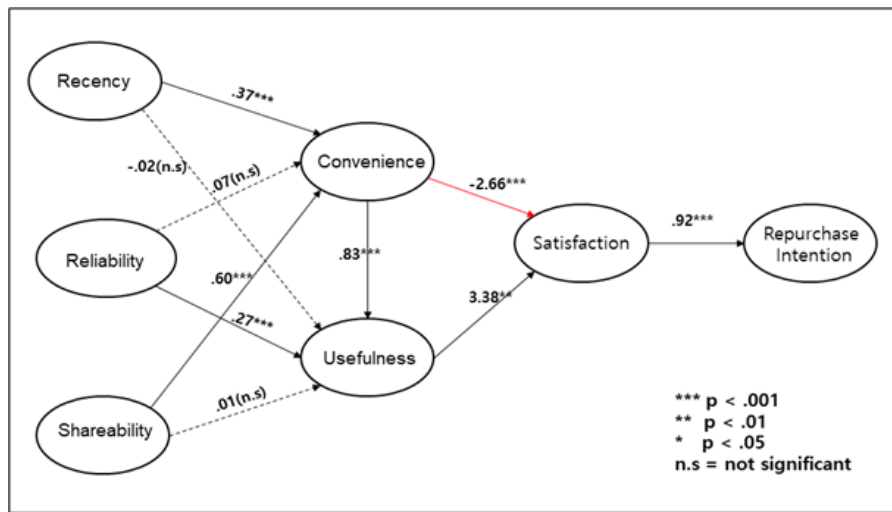 Recency
.37***
Convenience
-.02(n.s)
.07(n.s)
-2.66***
Reliability
.60***
.83***
Satisfaction
.92***
Repurchase
Intention
.27***
3.38**
Usefulness
.01(n.s)
Shareability
*** p < .001
** p < .01
* p < .05
n.s = not significant